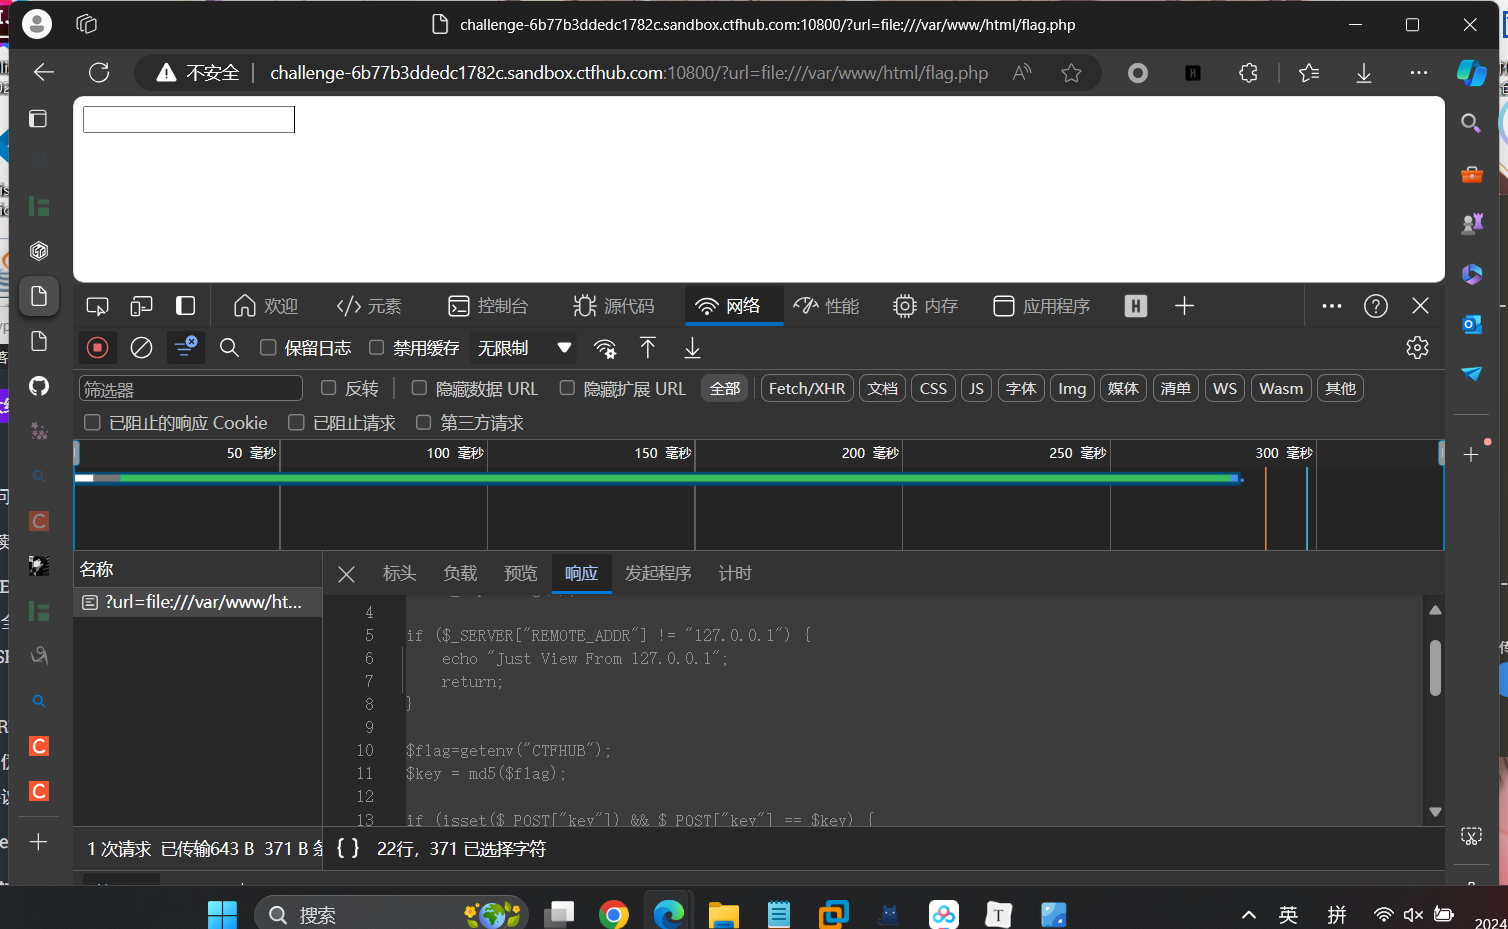 challenge-6b77b3ddedc1782c.sandbox.ctfhub.com:10800/?url=file:///var/www/html/flag.php
不安全 challenge-6b77b3ddedc1782c.sandbox.ctfhub.com:10800/?url=file:///var/www/html/flag.php
欢迎 元素 控制台 源代码 网络 性能 内存 应用程序
保留日志 禁用缓存 无限制
筛选器 反转 隐藏数据 URL 隐藏扩展 URL 全部 Fetch/XHR 文档 CSS JS 字体 Img 媒体 清单 WS Wasm 其他
已阻止的响应 Cookie 已阻止请求 第三方请求
50 毫秒 100 毫秒 150 毫秒 200 毫秒 250 毫秒 300 毫秒
名称 标头 负载 预览 响应 发起程序 计时
?url=file:///var/www/ht...
4
5 if ($_SERVER["REMOTE_ADDR"] != "127.0.0.1") {
6 echo "Just View From 127.0.0.1";
7 return;
8 }
9
10 $flag=getenv("CTFHUB");
11 $key = md5($flag);
12
13 if (isset($_POST["key"]) && $_POST["key"] == $key) {
1 次请求 已传输643 B 371 B 条 { } 22行，371 已选择字符
搜索 英 拼
2024